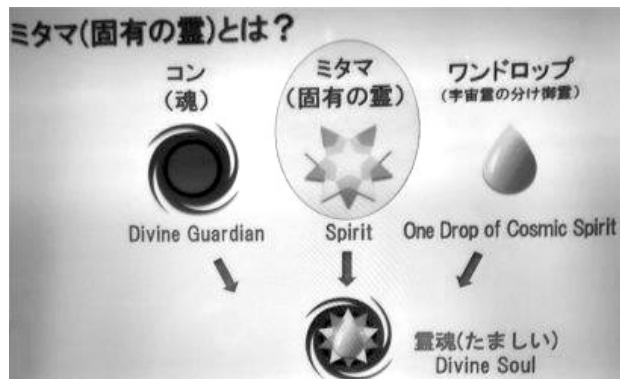 ミタマ(固有の霊)とは？
コン
(魂)
ミタマ
(固有の霊)
ワンドロップ
(宇宙霊の分け御霊)
Divine Guardian
Spirit
One Drop of Cosmic Spirit
霊魂(たましい)
Divine Soul